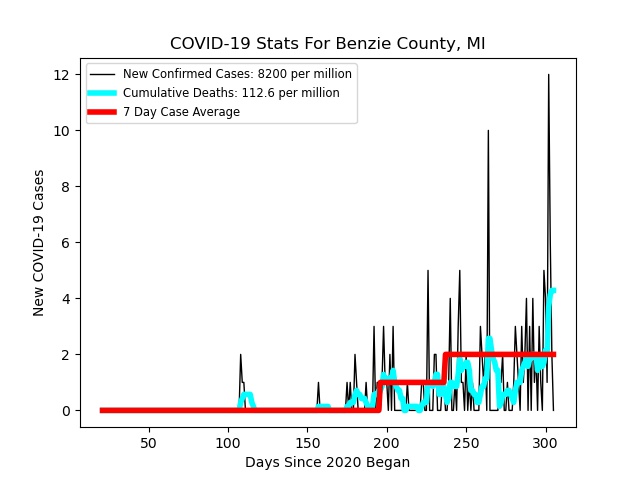 COVID-19 Stats For Benzie County, MI
New Confirmed Cases: 8200 per million
Cumulative Deaths: 112.6 per million
7 Day Case Average
New COVID-19 Cases
12
10
8
6
4
2
0
50 100 150 200 250 300
Days Since 2020 Began